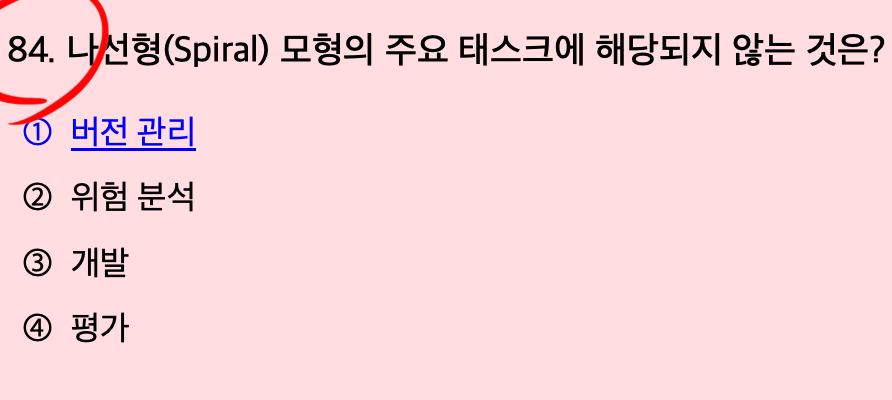 84. 나선형(Spiral) 모형의 주요 태스크에 해당되지 않는 것은?
① 버전 관리
② 위험 분석
③ 개발
④ 평가